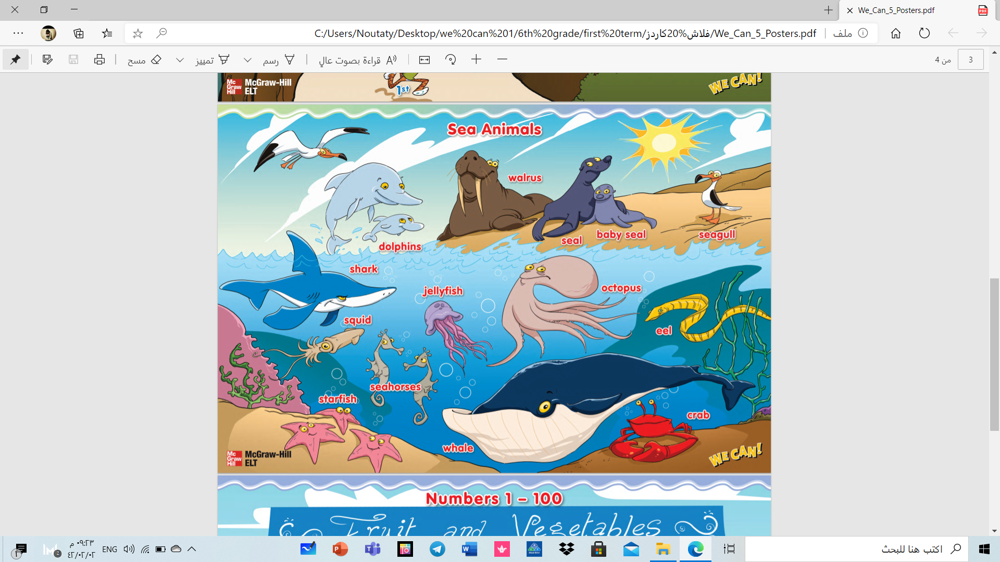 We_Can_5_Posters.pdf
C:/Users/Noutaty/Desktop/we%20can%201/6th%20grade/first%20term/فلاش%20كاردز/We_Can_5_Posters.pdf
ملف
مسح
تمييز
رسم
قراءة بصوت عالٍ
من 4
3
Mc Graw Hill
McGraw-Hill
ELT
1st
WE CAN!
Sea Animals
walrus
seal
baby seal
seagull
dolphins
shark
jellyfish
octopus
squid
eel
seahorses
starfish
crab
whale
Mc Graw Hill
McGraw-Hill
ELT
WE CAN!
Numbers 1 – 100
Fruit and Vegetables
٠٩:٢٣ م
٤٢/٠٢/٠٢
ENG
اكتب هنا للبحث